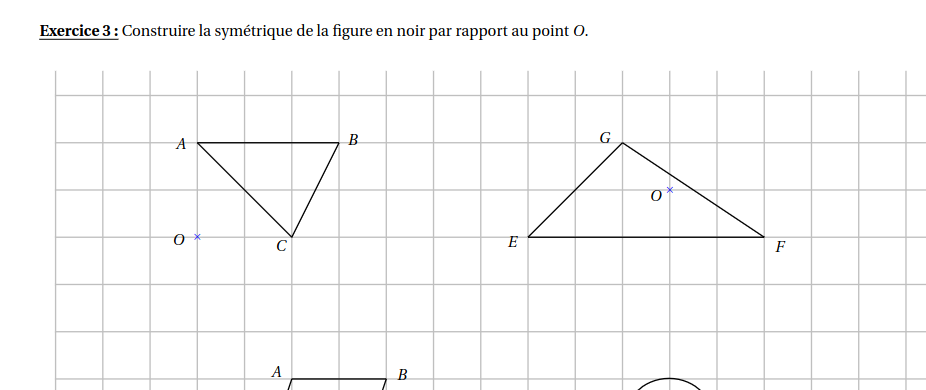 Exercice 3 : Construire la symétrique de la figure en noir par rapport au point O.
A
B
G
O
O
C
E
F
A
B